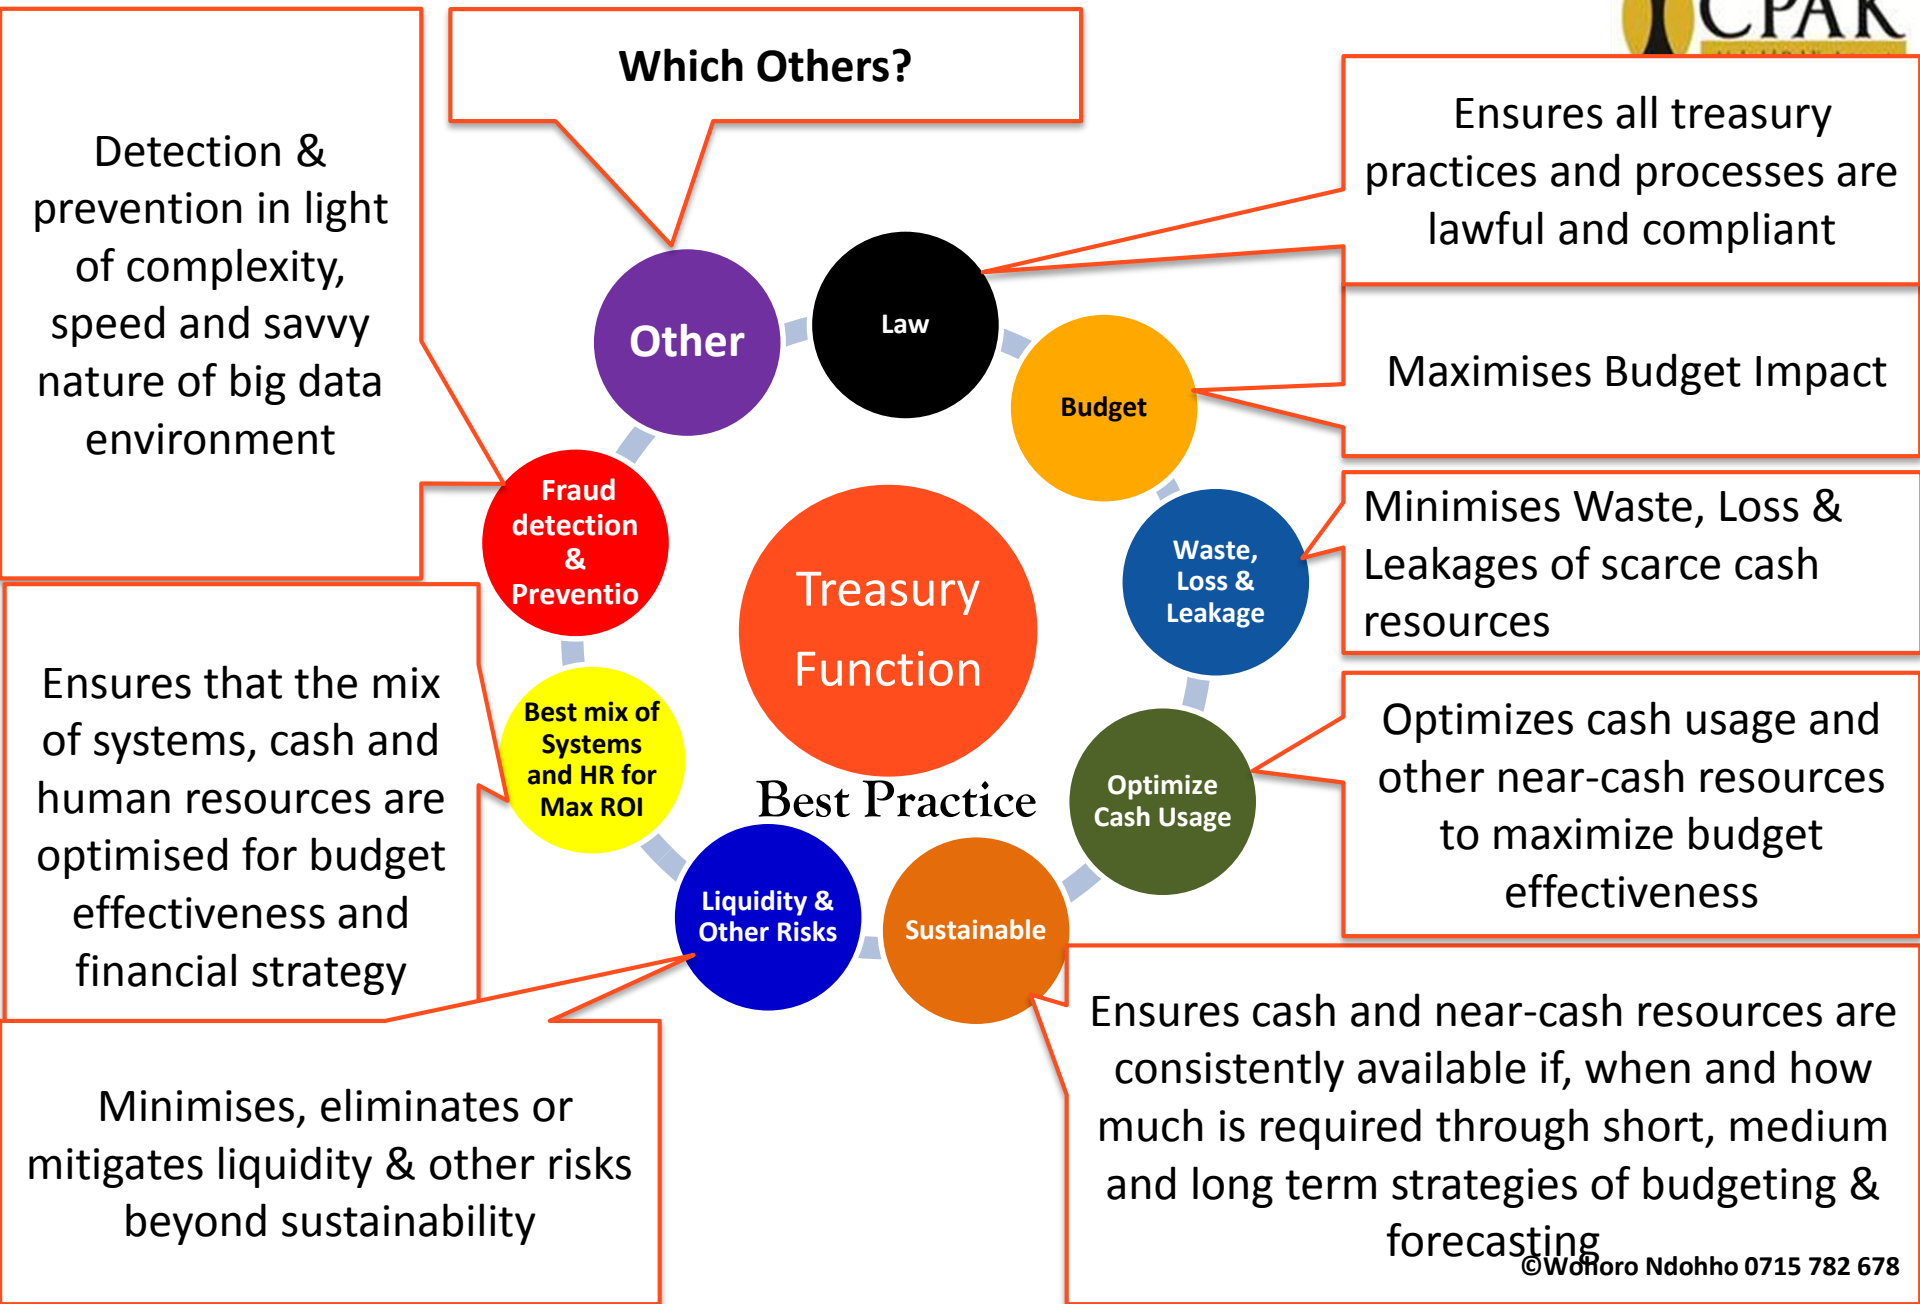 CPAK
Which Others?
Detection &
prevention in light
of complexity,
speed and savvy
nature of big data
environment
Ensures all treasury
practices and processes are
lawful and compliant
Maximises Budget Impact
Minimises Waste, Loss &
Leakages of scarce cash
resources
Optimizes cash usage and
other near-cash resources
to maximize budget
effectiveness
Ensures cash and near-cash resources are
consistently available if, when and how
much is required through short, medium
and long term strategies of budgeting &
forecasting
Minimises, eliminates or
mitigates liquidity & other risks
beyond sustainability
Ensures that the mix
of systems, cash and
human resources are
optimised for budget
effectiveness and
financial strategy
Other
Law
Budget
Waste,
Loss &
Leakage
Optimize
Cash Usage
Sustainable
Liquidity &
Other Risks
Best mix of
Systems
and HR for
Max ROI
Fraud
detection
&
Preventio
Treasury
Function
Best Practice
©Wohoro Ndohho 0715 782 678